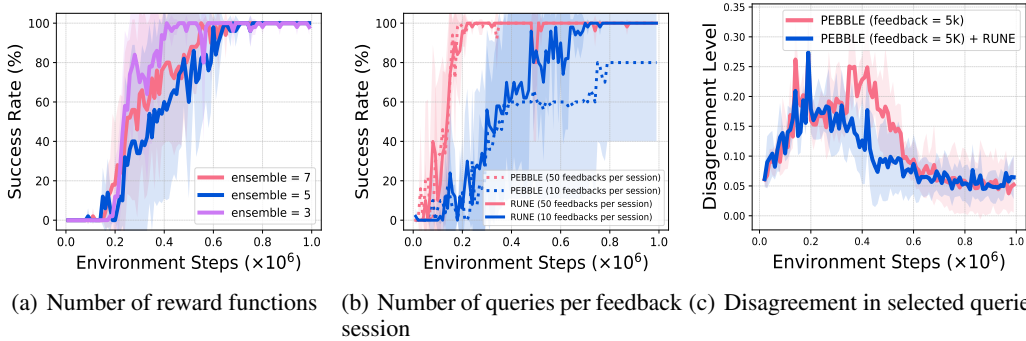 Success Rate (%)
100
80
60
40
20
0
0.0 0.2 0.4 0.6 0.8 1.0
Environment Steps (×10⁶)
ensemble = 7
ensemble = 5
ensemble = 3
(a) Number of reward functions
Success Rate (%)
100
80
60
40
20
0
0.0 0.2 0.4 0.6 0.8 1.0
Environment Steps (×10⁶)
PEBBLE (50 feedbacks per session)
PEBBLE (10 feedbacks per session)
RUNE (50 feedbacks per session)
RUNE (10 feedbacks per session)
(b) Number of queries per feedback
session
Disagreement Level
0.35
0.30
0.25
0.20
0.15
0.10
0.05
0.00
0.0 0.2 0.4 0.6 0.8 1.0
Environment Steps (×10⁶)
PEBBLE (feedback = 5k)
PEBBLE (feedback = 5K) + RUNE
(c) Disagreement in selected querie